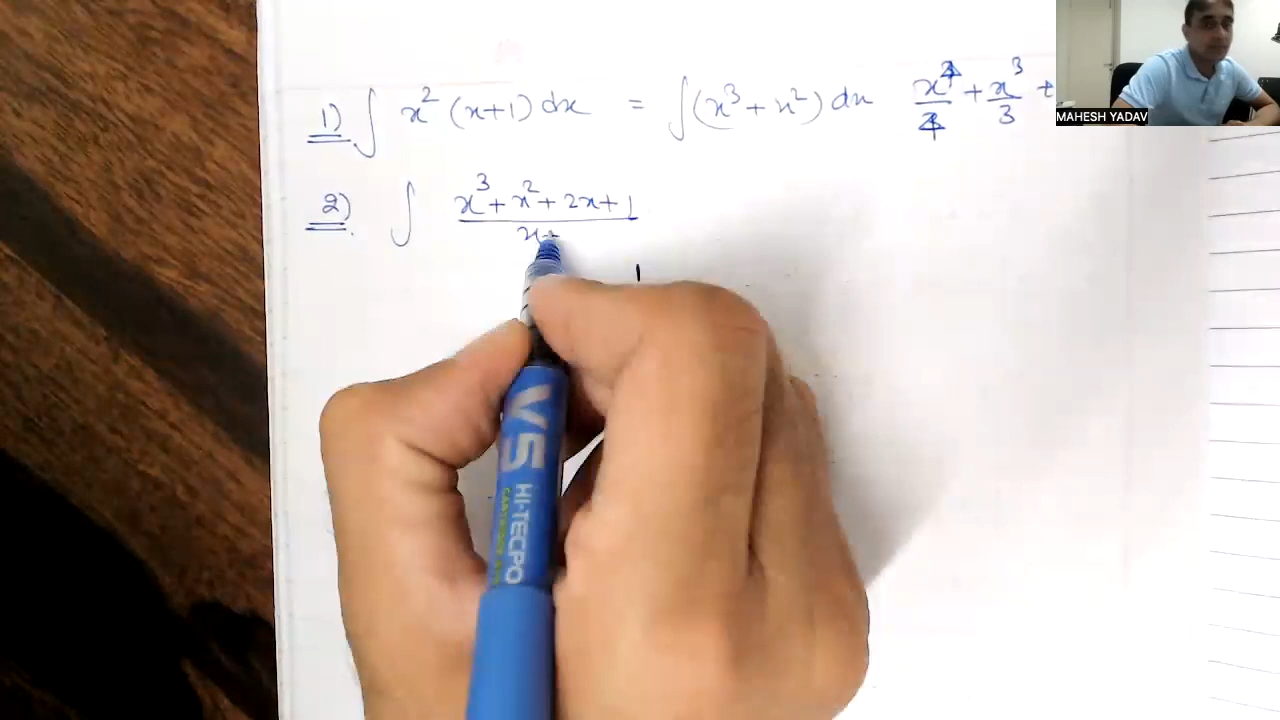 1) ∫ x² (x+1) dx = ∫(x³ + x²) dx x⁴/4 + x³/3 +
MAHESH YADAV
2) ∫ x³ + x² + 2x + 1
x+
V5
HI-TECPO